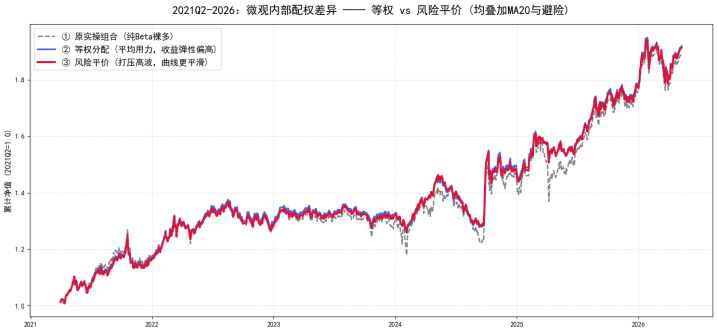 2021Q2-2026：微观内部配权差异 —— 等权 vs 风险平价 (均叠加MA20与避险)
① 原实操组合 (纯Beta裸多)
② 等权分配 (平均用力, 收益弹性偏高)
③ 风险平价 (打压高波, 曲线更平滑)
累计净值 (2021Q2=1.0)
1.8
1.6
1.4
1.2
1.0
2021
2022
2023
2024
2025
2026